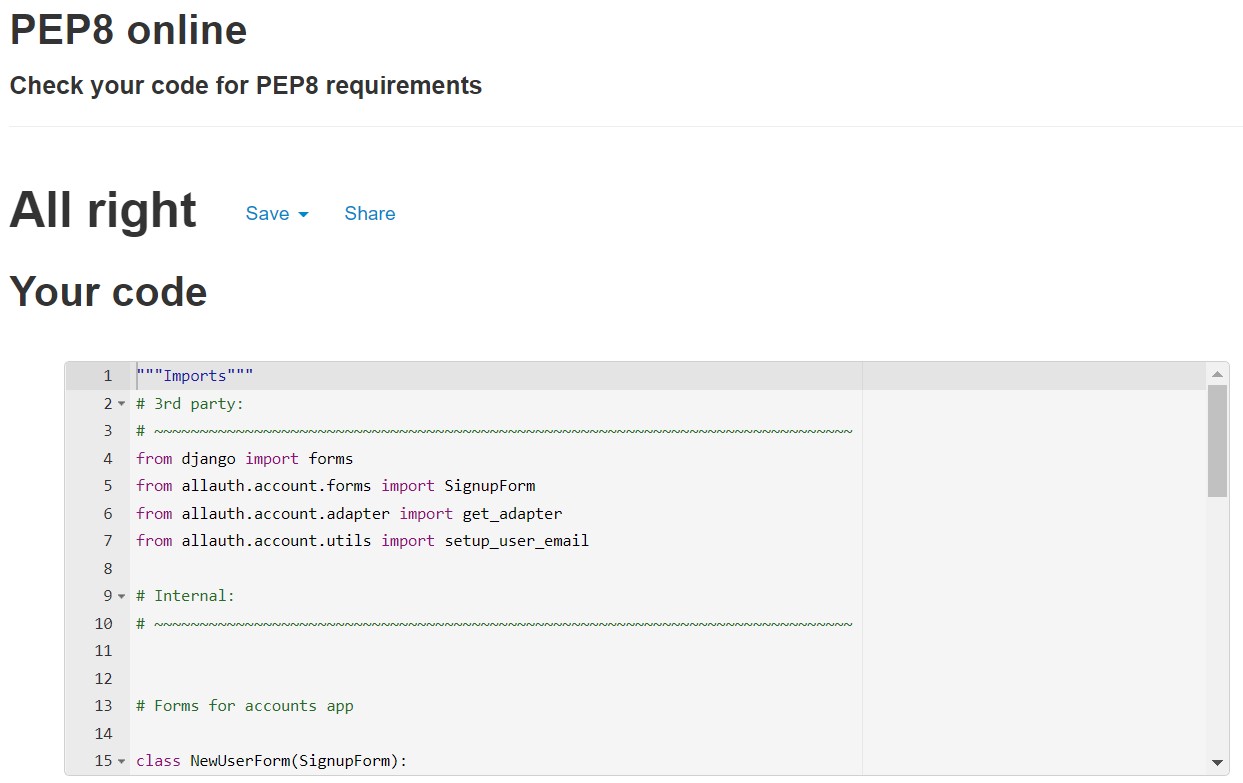 PEP8 online
Check your code for PEP8 requirements
All right Save Share
Your code
1 """Imports"""
2 # 3rd party:
3 # ~~~~~~~~~~~~~~~~~~~~~~~~~~~~~~~~~~~~~~~~~~~~~~~~~~~~~~~~~~~~~~~~~~~~~~~~~~~~~
4 from django import forms
5 from allauth.account.forms import SignupForm
6 from allauth.account.adapter import get_adapter
7 from allauth.account.utils import setup_user_email
8
9 # Internal:
10 # ~~~~~~~~~~~~~~~~~~~~~~~~~~~~~~~~~~~~~~~~~~~~~~~~~~~~~~~~~~~~~~~~~~~~~~~~~~~~~
11
12
13 # Forms for accounts app
14
15 class NewUserForm(SignupForm):